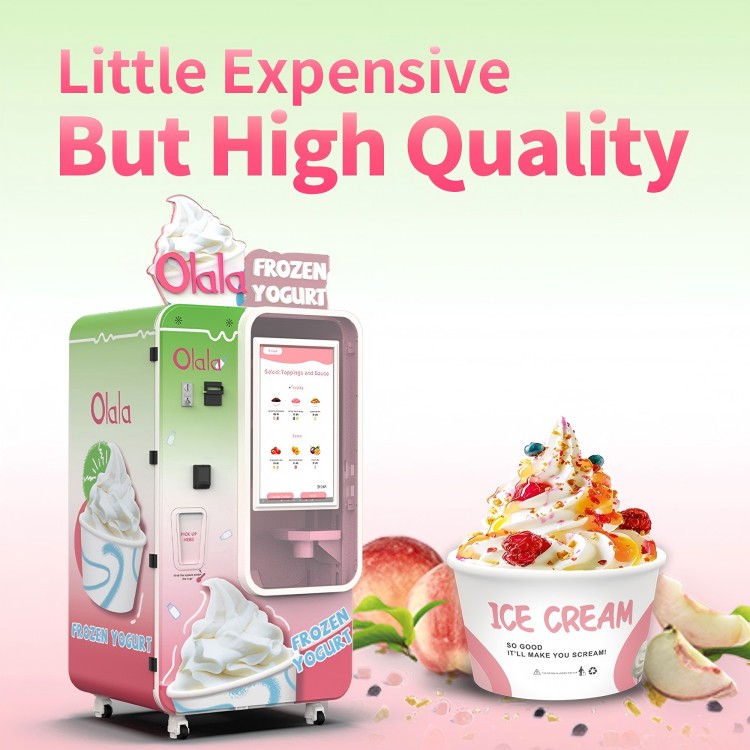 Little Expensive
But High Quality
Olala
FROZEN
YOGURT
Olala
Olala
Select Toppings and Sauce
PICK UP
HERE
FROZEN YOGURT
FROZEN
YOGURT
ICE CREAM
SO GOOD
IT'LL MAKE YOU SCREAM!